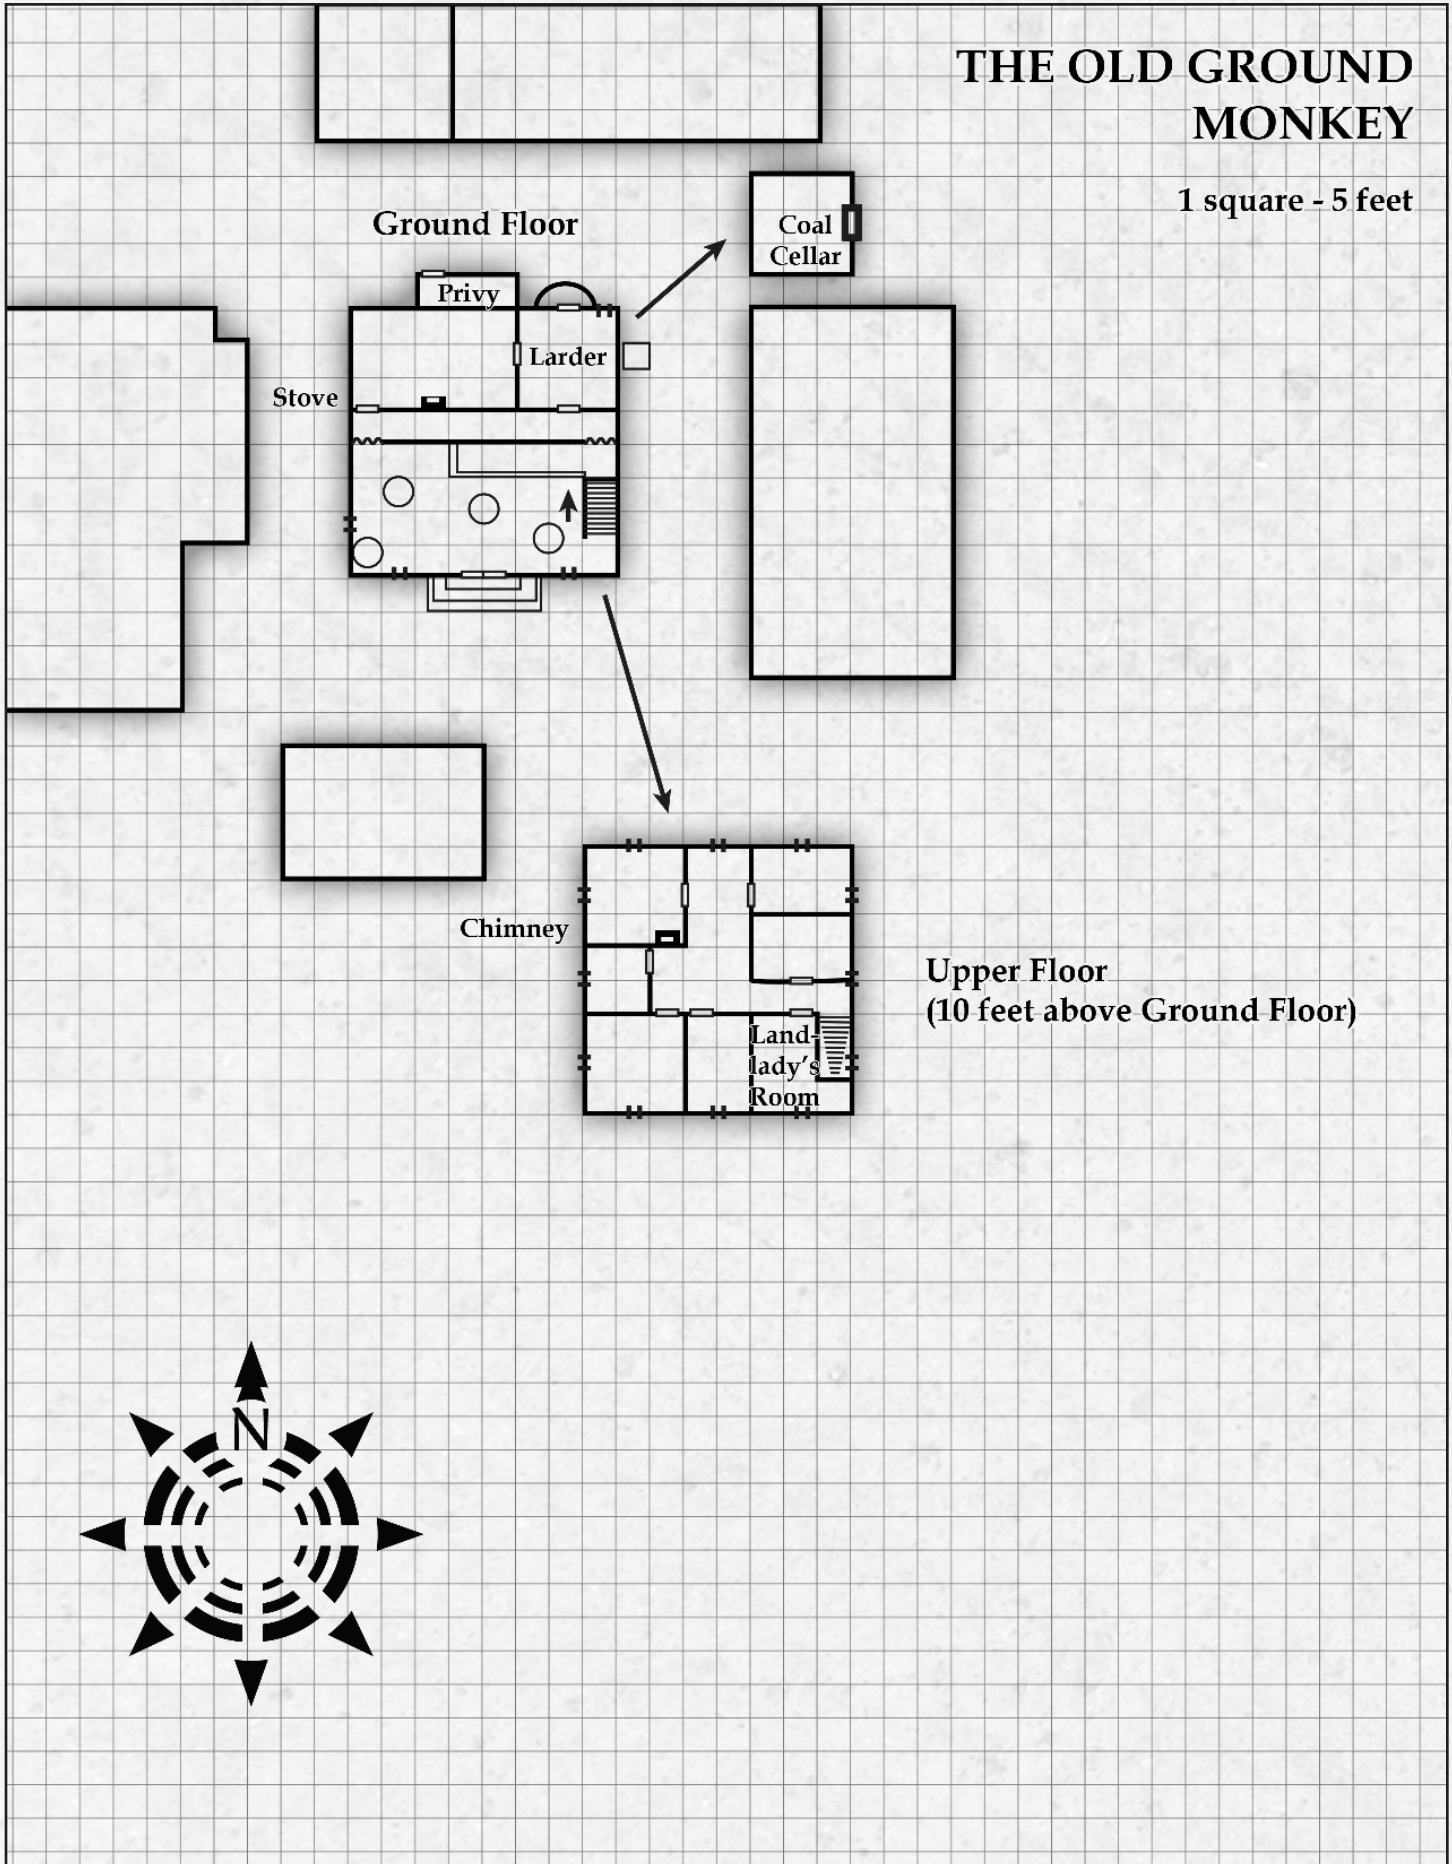 THE OLD GROUND
MONKEY
1 square - 5 feet
Ground Floor
Coal
Cellar
Privy
Larder
Stove
Chimney
Upper Floor
(10 feet above Ground Floor)
Land-
lady's
Room
N